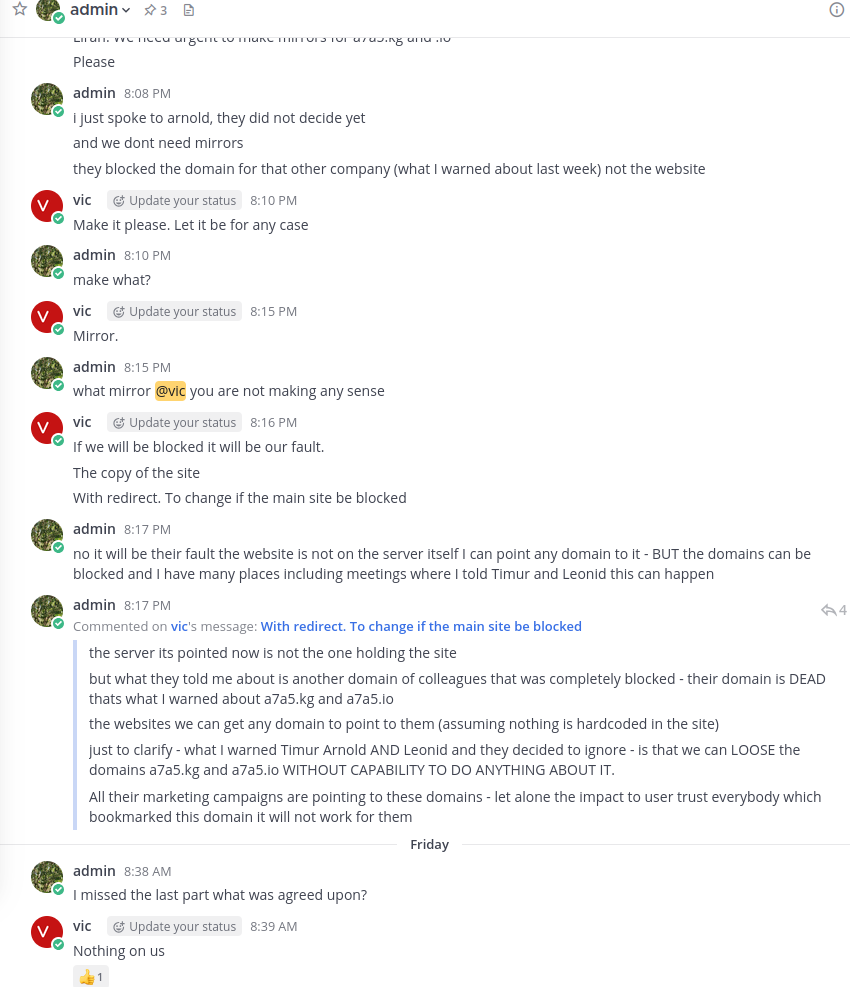 admin 3
Liran. We need urgent to make mirrors for a7a5.kg and .io
Please
admin 8:08 PM
i just spoke to arnold, they did not decide yet
and we dont need mirrors
they blocked the domain for that other company (what I warned about last week) not the website
V vic Update your status 8:10 PM
Make it please. Let it be for any case
admin 8:10 PM
make what?
V vic Update your status 8:15 PM
Mirror.
admin 8:15 PM
what mirror @vic you are not making any sense
V vic Update your status 8:16 PM
If we will be blocked it will be our fault.
The copy of the site
With redirect. To change if the main site be blocked
admin 8:17 PM
no it will be their fault the website is not on the server itself I can point any domain to it - BUT the domains can be
blocked and I have many places including meetings where I told Timur and Leonid this can happen
admin 8:17 PM
4
Commented on vic's message: With redirect. To change if the main site be blocked
the server its pointed now is not the one holding the site
but what they told me about is another domain of colleagues that was completely blocked - their domain is DEAD
thats what I warned about a7a5.kg and a7a5.io
the websites we can get any domain to point to them (assuming nothing is hardcoded in the site)
just to clarify - what I warned Timur Arnold AND Leonid and they decided to ignore - is that we can LOOSE the
domains a7a5.kg and a7a5.io WITHOUT CAPABILITY TO DO ANYTHING ABOUT IT.
All their marketing campaigns are pointing to these domains - let alone the impact to user trust everybody which
bookmarked this domain it will not work for them
Friday
admin 8:38 AM
I missed the last part what was agreed upon?
V vic Update your status 8:39 AM
Nothing on us
👍 1